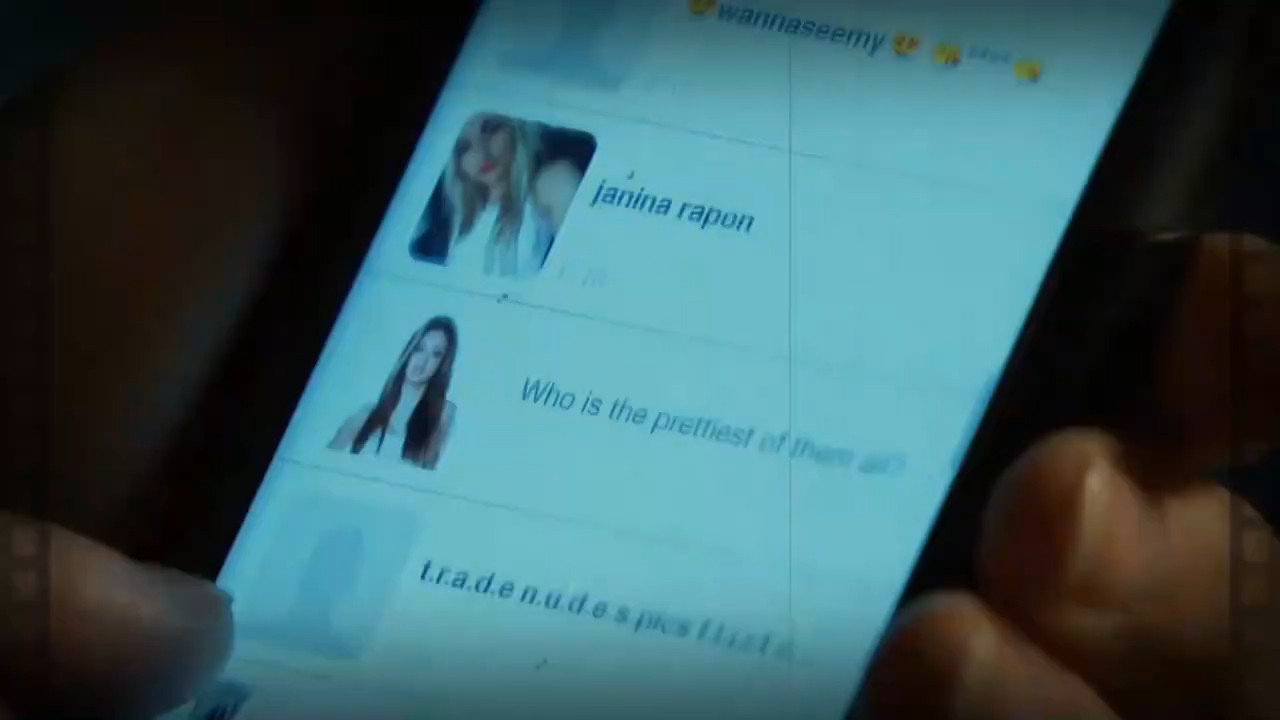 😍wannaseemy😍
janina rapon
Who is the prettiest of them all?
t.r.a.d.e n.u.d.e s pics f l i r t